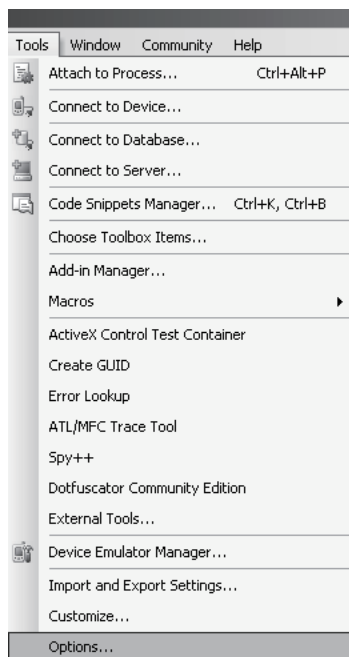 Tools Window Community Help
Attach to Process... Ctrl+Alt+P
Connect to Device...
Connect to Database...
Connect to Server...
Code Snippets Manager... Ctrl+K, Ctrl+B
Choose Toolbox Items...
Add-in Manager...
Macros
ActiveX Control Test Container
Create GUID
Error Lookup
ATL/MFC Trace Tool
Spy++
Dotfuscator Community Edition
External Tools...
Device Emulator Manager...
Import and Export Settings...
Customize...
Options...